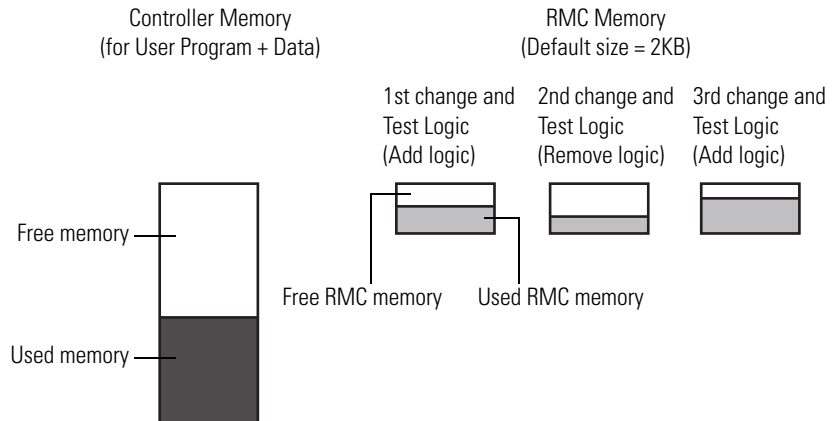 Controller Memory
(for User Program + Data)
RMC Memory
(Default size = 2KB)
1st change and
Test Logic
(Add logic)
2nd change and
Test Logic
(Remove logic)
3rd change and
Test Logic
(Add logic)
Free memory
Free RMC memory
Used RMC memory
Used memory